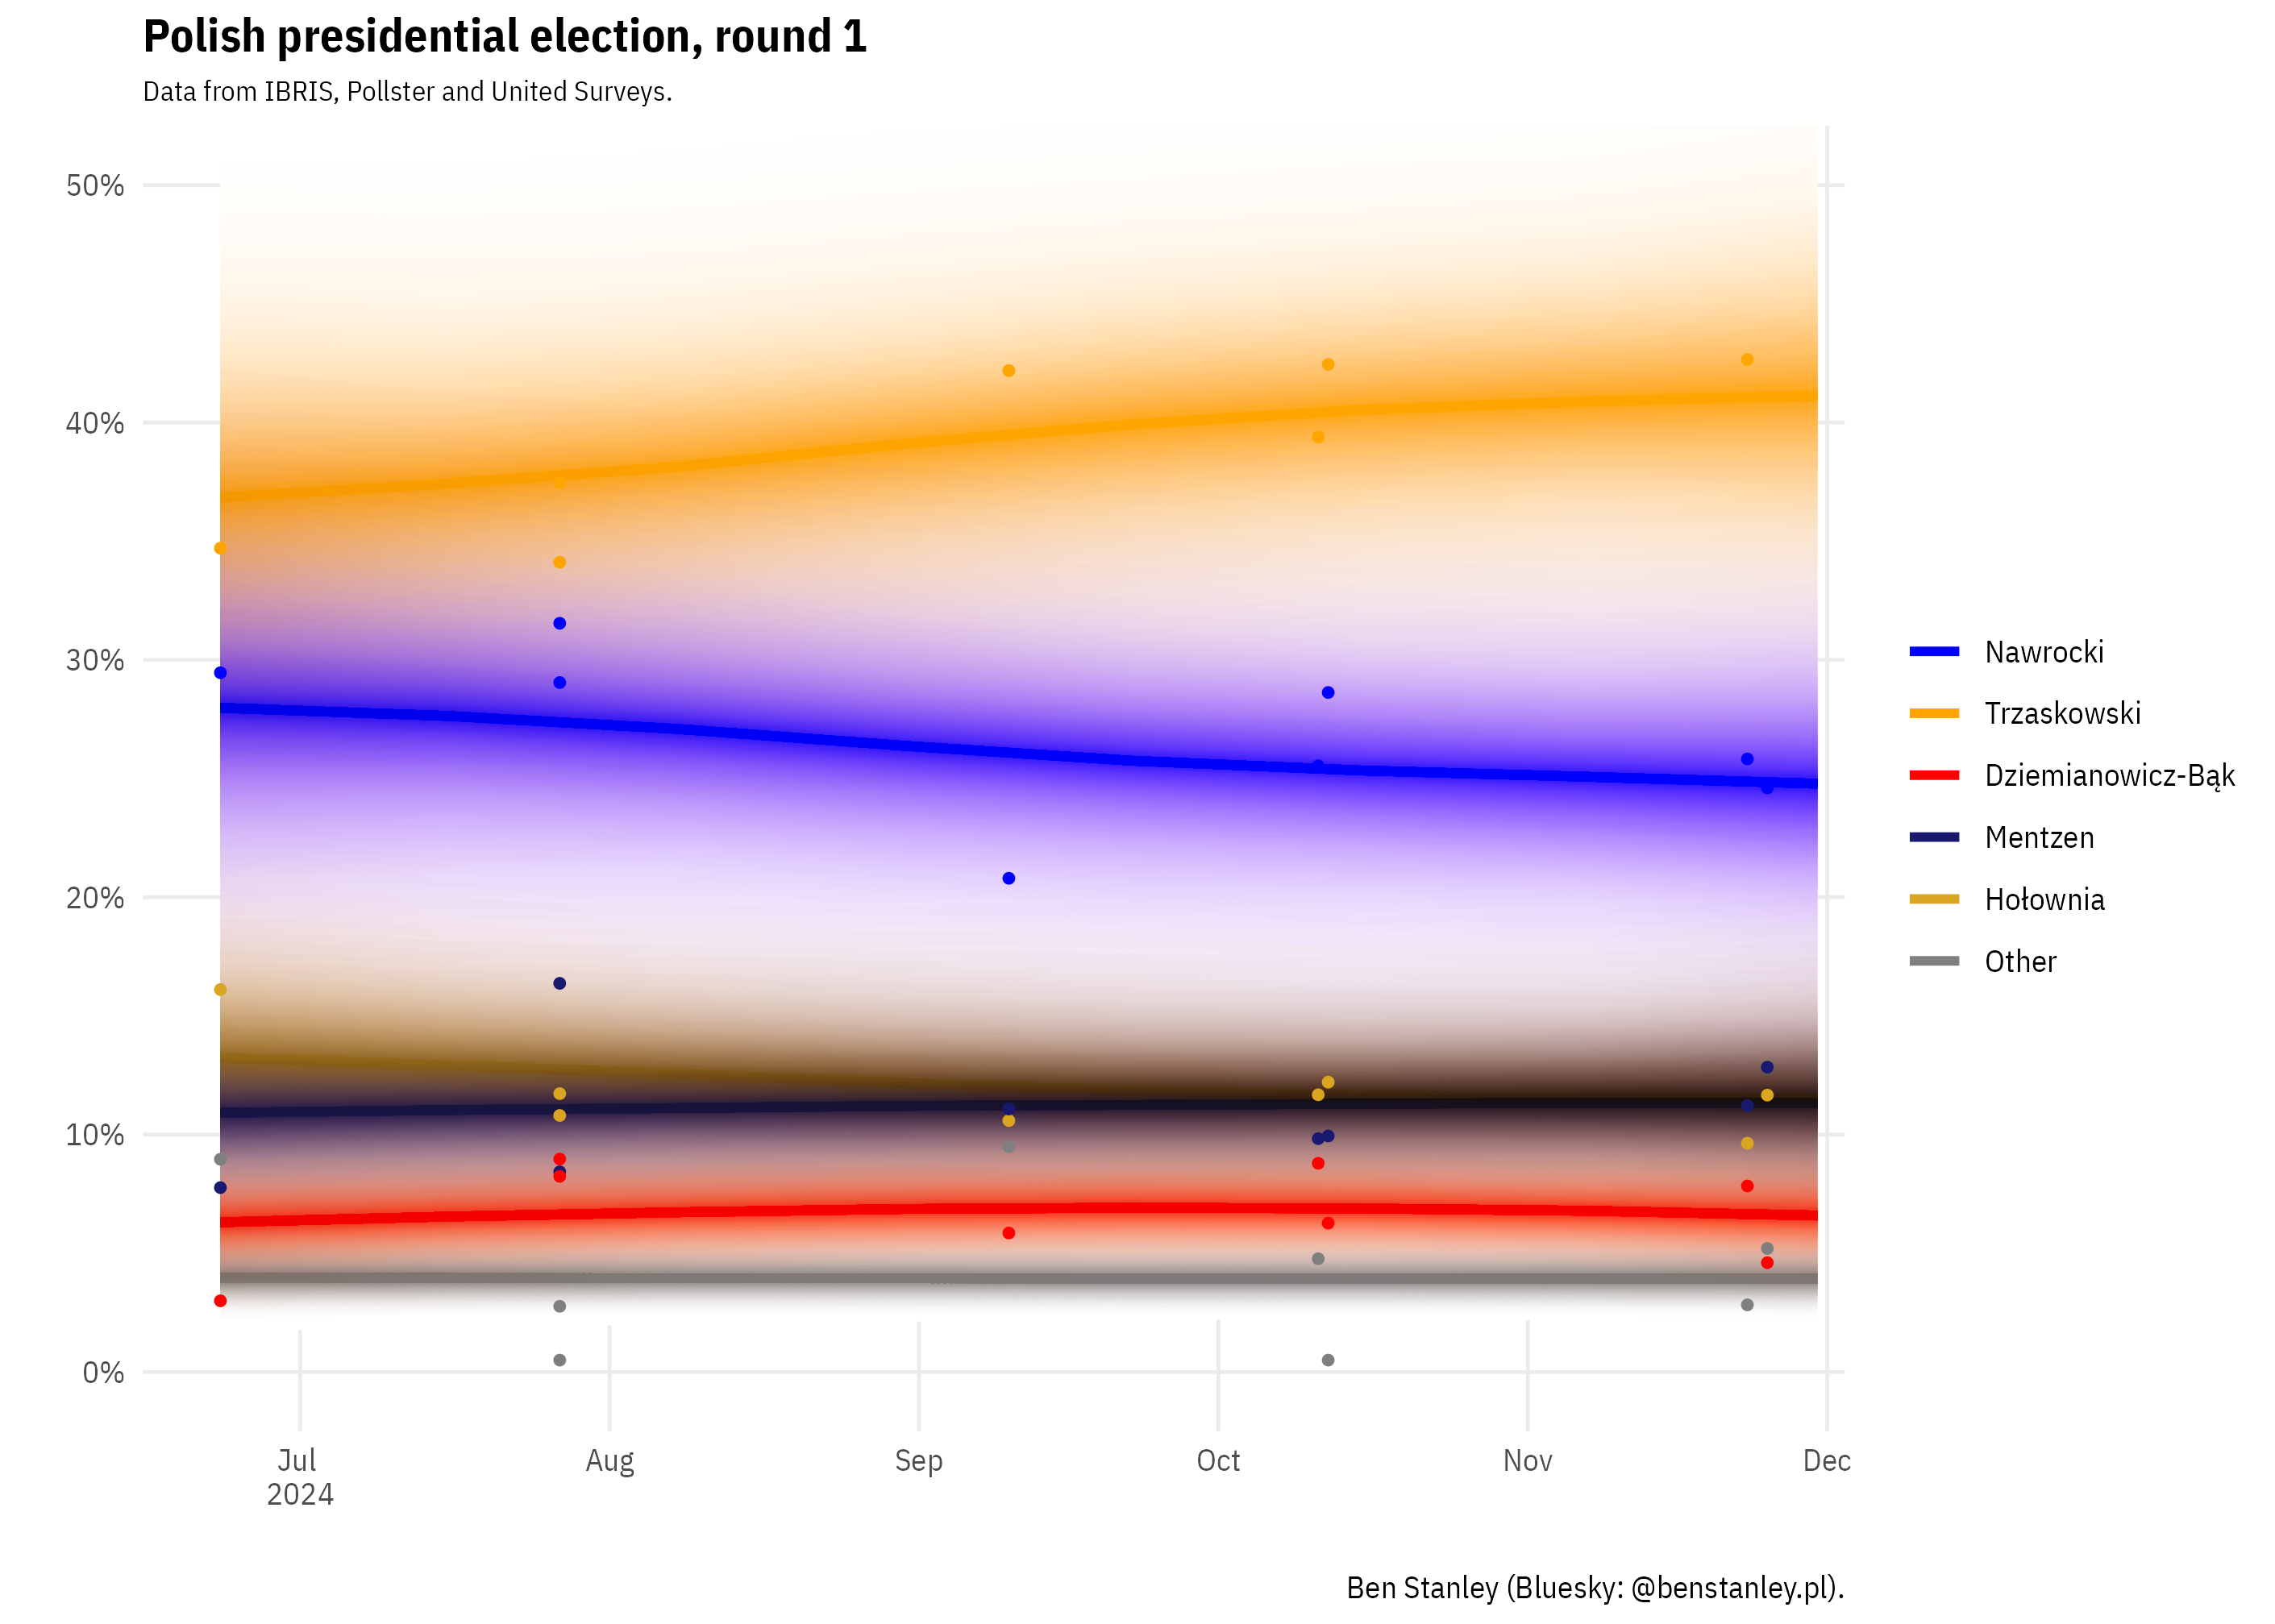 Polish presidential election, round 1
Data from IBRIS, Pollster and United Surveys.
50%
40%
30%
20%
10%
0%
Jul
2024
Aug
Sep
Oct
Nov
Dec
Nawrocki
Trzaskowski
Dziemianowicz-Bąk
Mentzen
Hołownia
Other
Ben Stanley (Bluesky: @benstanley.pl).